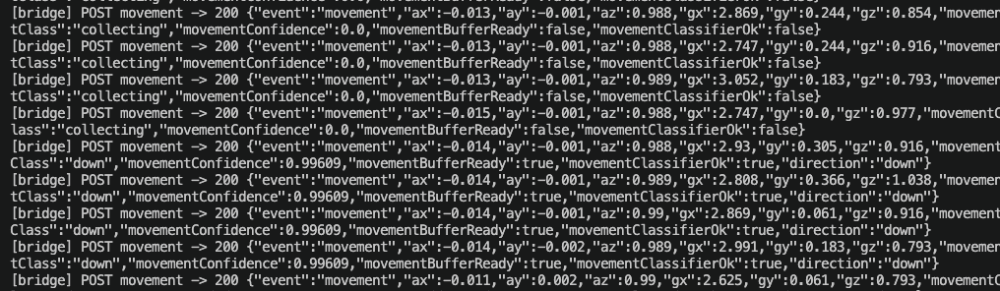 [bridge] POST movement -> 200 {"event":"movement","ax":-0.013,"ay":-0.001,"az":0.988,"gx":2.869,"gy":0.244,"gz":0.854,"movemen
tClass":"collecting","movementConfidence":0.0,"movementBufferReady":false,"movementClassifierOk":false}
[bridge] POST movement -> 200 {"event":"movement","ax":-0.013,"ay":-0.001,"az":0.988,"gx":2.747,"gy":0.244,"gz":0.916,"movemen
tClass":"collecting","movementConfidence":0.0,"movementBufferReady":false,"movementClassifierOk":false}
[bridge] POST movement -> 200 {"event":"movement","ax":-0.013,"ay":-0.001,"az":0.989,"gx":3.052,"gy":0.183,"gz":0.793,"movemen
tClass":"collecting","movementConfidence":0.0,"movementBufferReady":false,"movementClassifierOk":false}
[bridge] POST movement -> 200 {"event":"movement","ax":-0.015,"ay":-0.001,"az":0.988,"gx":2.747,"gy":0.0,"gz":0.977,"movementC
lass":"collecting","movementConfidence":0.0,"movementBufferReady":false,"movementClassifierOk":false}
[bridge] POST movement -> 200 {"event":"movement","ax":-0.014,"ay":-0.001,"az":0.988,"gx":2.93,"gy":0.305,"gz":0.916,"movement
Class":"down","movementConfidence":0.99609,"movementBufferReady":true,"movementClassifierOk":true,"direction":"down"}
[bridge] POST movement -> 200 {"event":"movement","ax":-0.014,"ay":-0.001,"az":0.989,"gx":2.808,"gy":0.366,"gz":1.038,"movemen
tClass":"down","movementConfidence":0.99609,"movementBufferReady":true,"movementClassifierOk":true,"direction":"down"}
[bridge] POST movement -> 200 {"event":"movement","ax":-0.014,"ay":-0.001,"az":0.99,"gx":2.869,"gy":0.061,"gz":0.916,"movement
Class":"down","movementConfidence":0.99609,"movementBufferReady":true,"movementClassifierOk":true,"direction":"down"}
[bridge] POST movement -> 200 {"event":"movement","ax":-0.014,"ay":-0.002,"az":0.989,"gx":2.991,"gy":0.183,"gz":0.793,"movemen
tClass":"down","movementConfidence":0.99609,"movementBufferReady":true,"movementClassifierOk":true,"direction":"down"}
[bridge] POST movement -> 200 {"event":"movement","ax":-0.011,"ay":0.002,"az":0.99,"gx":2.625,"gy":0.061,"gz":0.793,"movementC